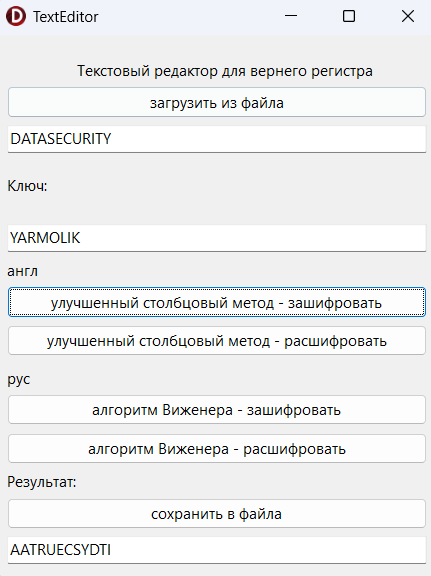 TextEditor
Текстовый редактор для вернего регистра
загрузить из файла
DATASECURITY
Ключ:
YARMOLIK
англ
улучшенный столбцовый метод - зашифровать
улучшенный столбцовый метод - расшифровать
рус
алгоритм Виженера - зашифровать
алгоритм Виженера - расшифровать
Результат:
сохранить в файла
AATRUECSYDTI